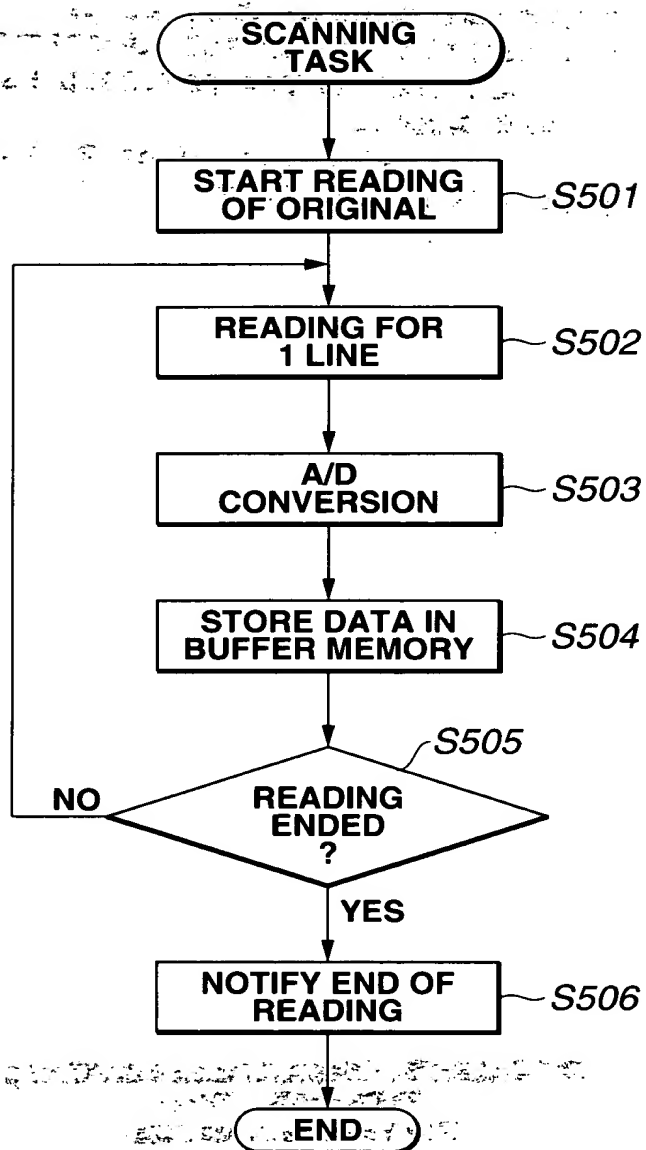 SCANNING
TASK
START READING
OF ORIGINAL
S501
READING FOR
1 LINE
S502
A/D
CONVERSION
S503
STORE DATA IN
BUFFER MEMORY
S504
S505
NO
READING
ENDED
?
YES
NOTIFY END OF
READING
S506
END